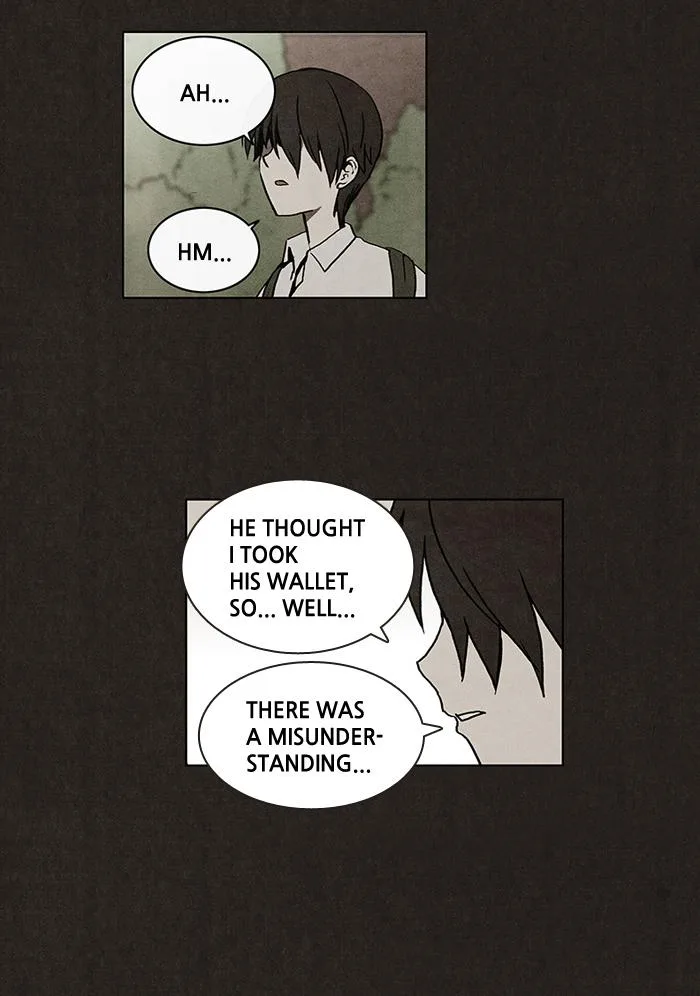 AH...
HM...
HE THOUGHT
I TOOK
HIS WALLET,
SO... WELL...
THERE WAS
A MISUNDER-
STANDING...